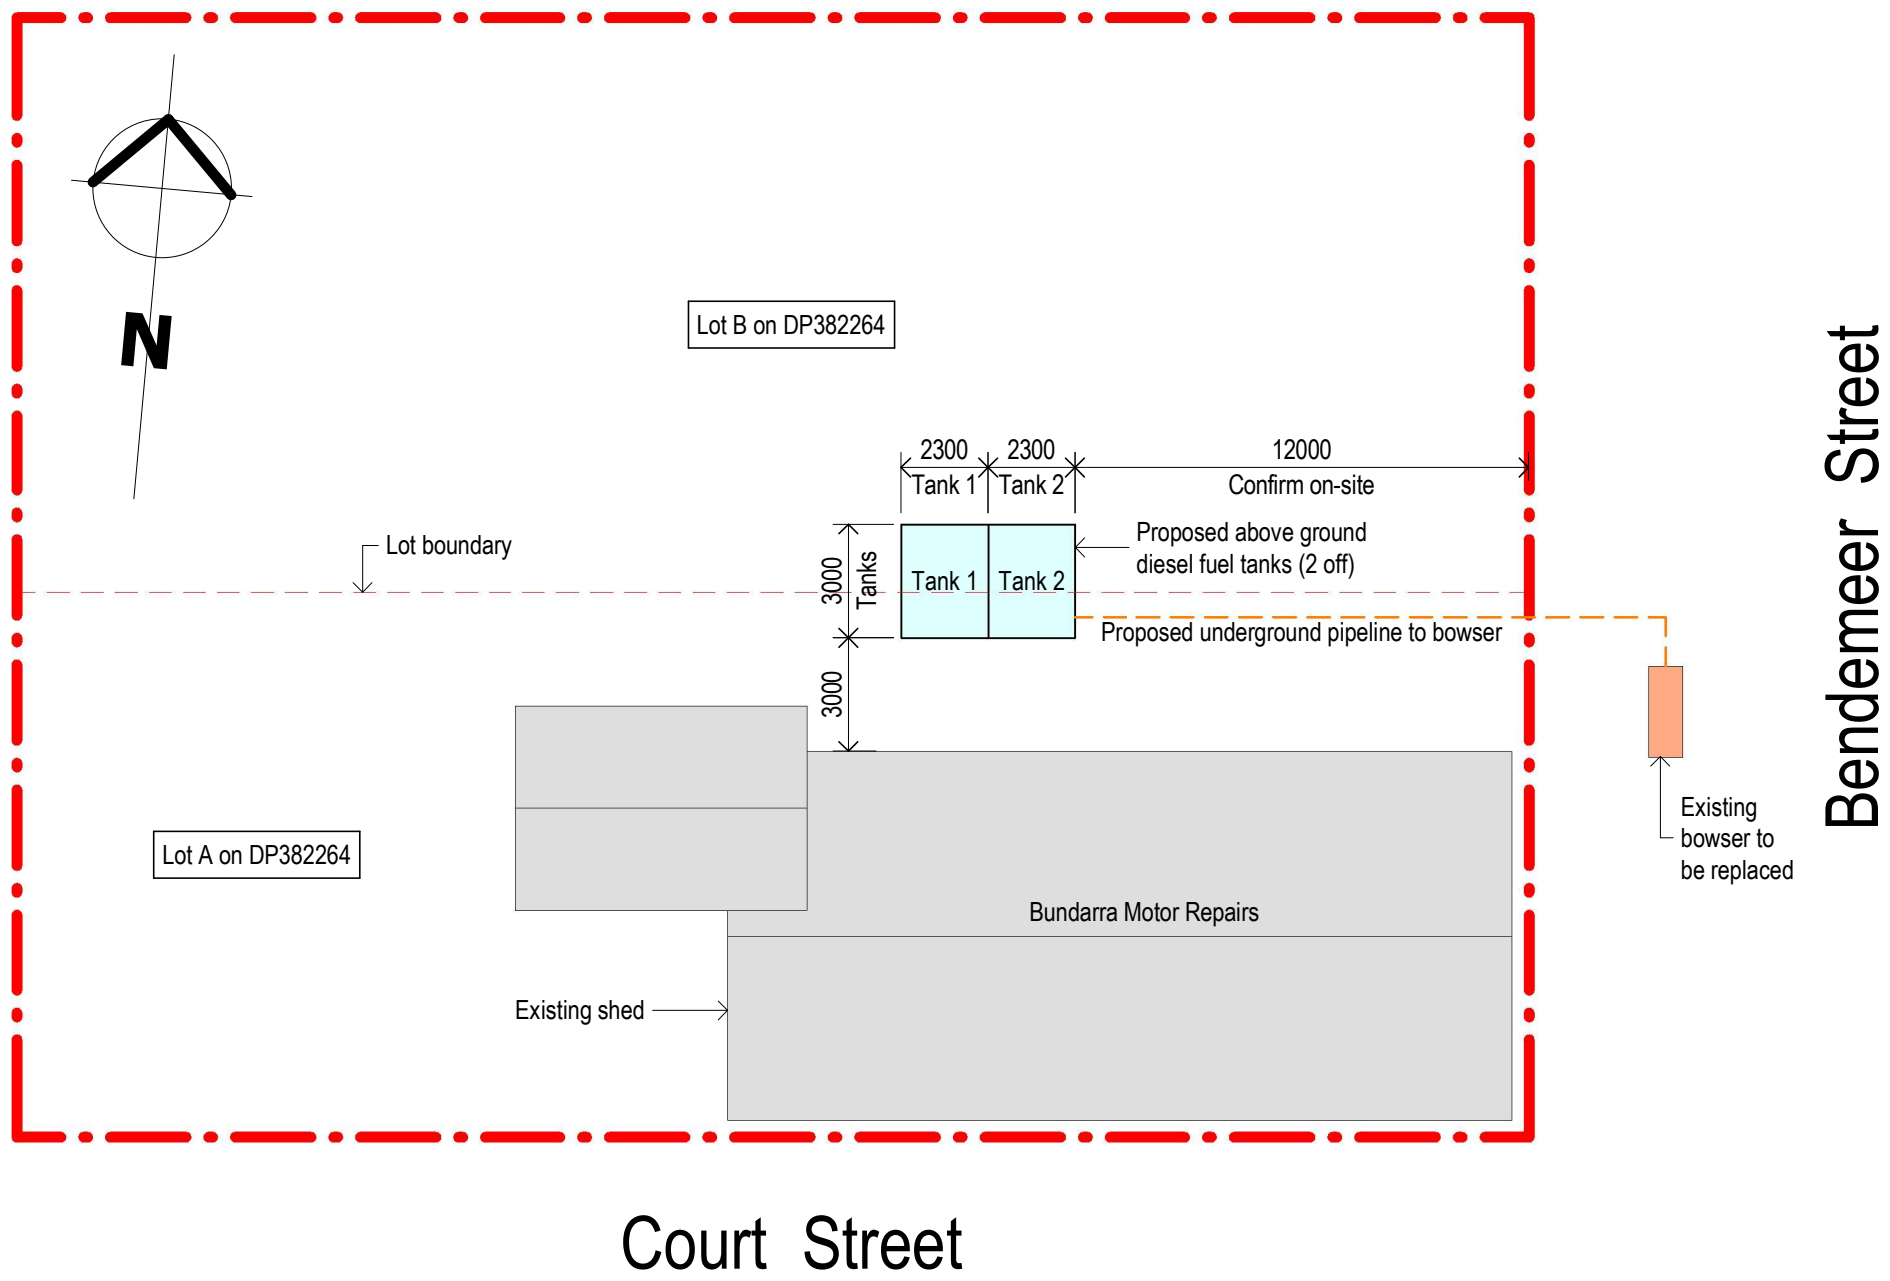 N
Lot B on DP382264
Bendemeer Street
2300
2300
12000
Tank 1
Tank 2
Confirm on-site
Lot boundary
3000
Tanks
Tank 1
Tank 2
Proposed above ground
diesel fuel tanks (2 off)
Proposed underground pipeline to bowser
3000
Existing
bowser to
be replaced
Lot A on DP382264
Bundarra Motor Repairs
Existing shed
Court Street